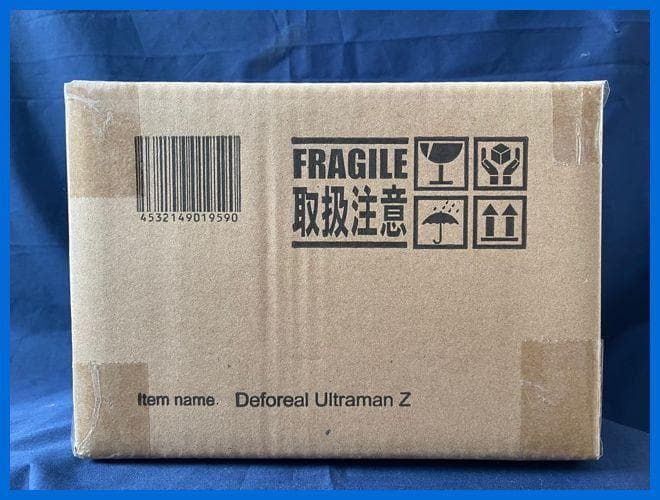 4532149019590
FRAGILE
取扱注意
Item name. Deforeal Ultraman Z